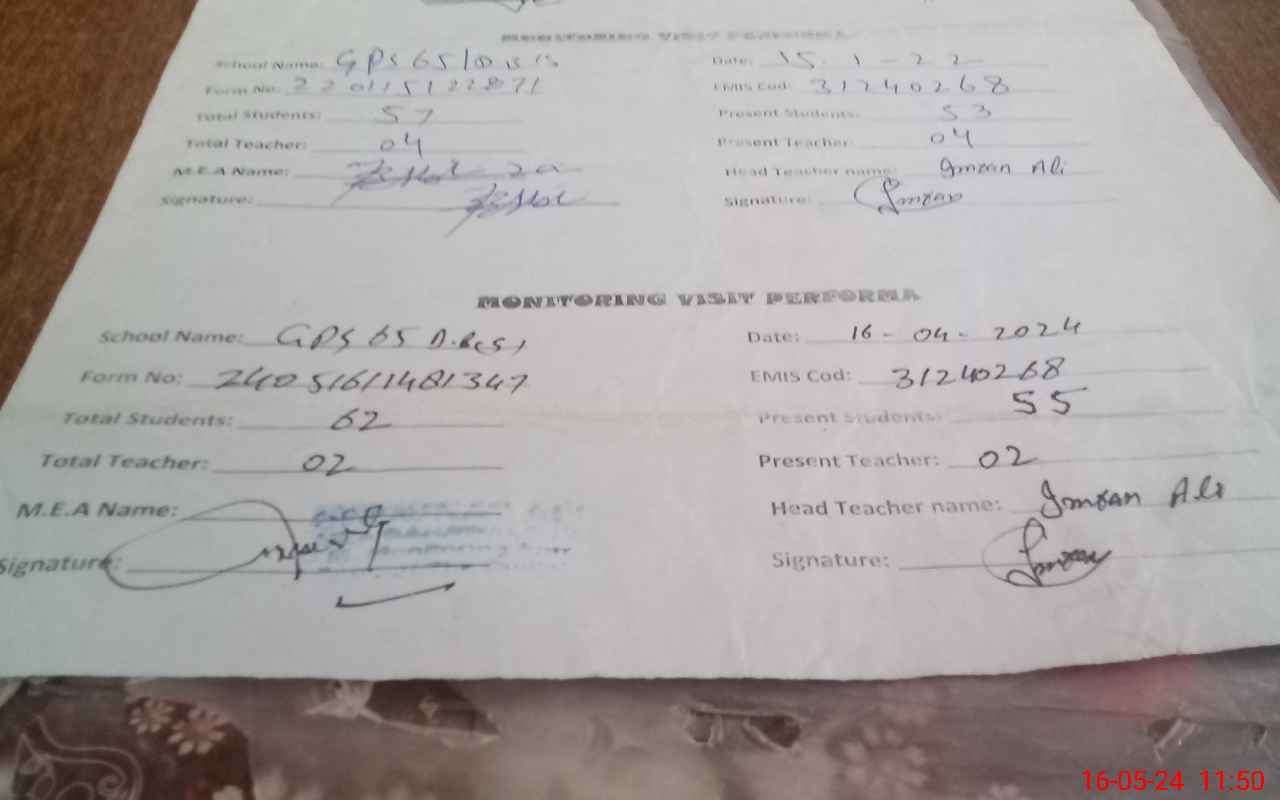 MONITORING VISIT PERFORMA
School Name: GPS 65 Date: 15.1-22
Form No: 220115122871 EMIS Cod: 31240268
Total Students: 57 Present Students: 53
Total Teacher: 04 Present Teacher: 04
M.E.A Name: Head Teacher name: Imran Ali
Signature: Signature: Imran
MONITORING VISIT PERFORMA
School Name: GPS 65 Date: 16-04-2024
Form No: 24051611481347 EMIS Cod: 31240268
Total Students: 62 Present Students: 55
Total Teacher: 02 Present Teacher: 02
M.E.A Name: Head Teacher name: Imran Ali
Signature: Signature: Imran
16-05-24 11:50